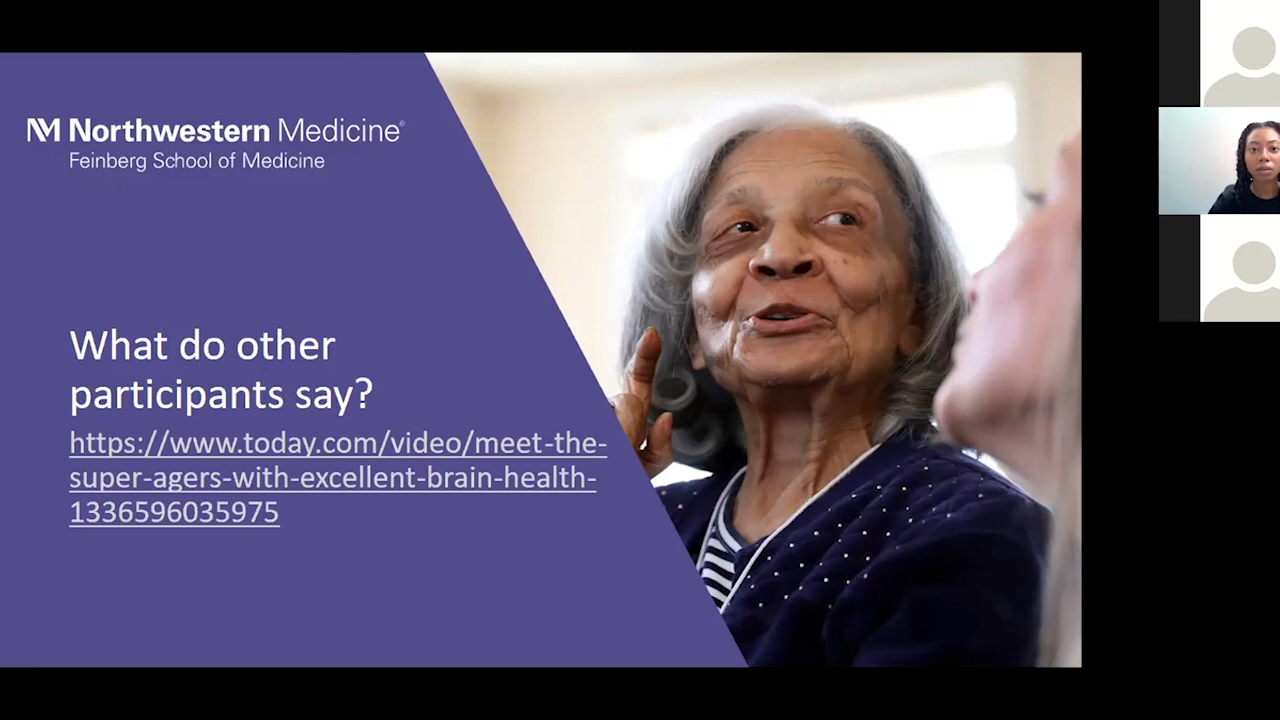 NM Northwestern Medicine®
Feinberg School of Medicine
What do other
participants say?
https://www.today.com/video/meet-the-
super-agers-with-excellent-brain-health-
1336596035975